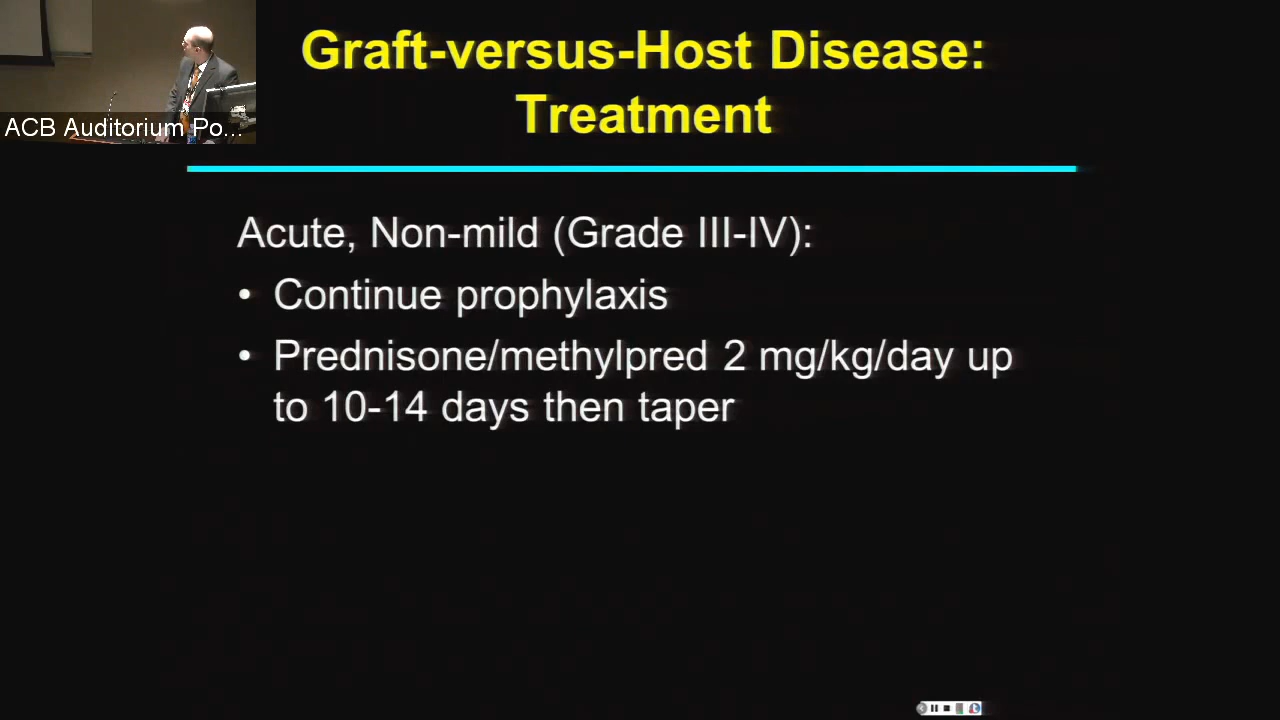 Graft-versus-Host Disease:
Treatment
ACB Auditorium Po...
Acute, Non-mild (Grade III-IV):
• Continue prophylaxis
• Prednisone/methylpred 2 mg/kg/day up
to 10-14 days then taper